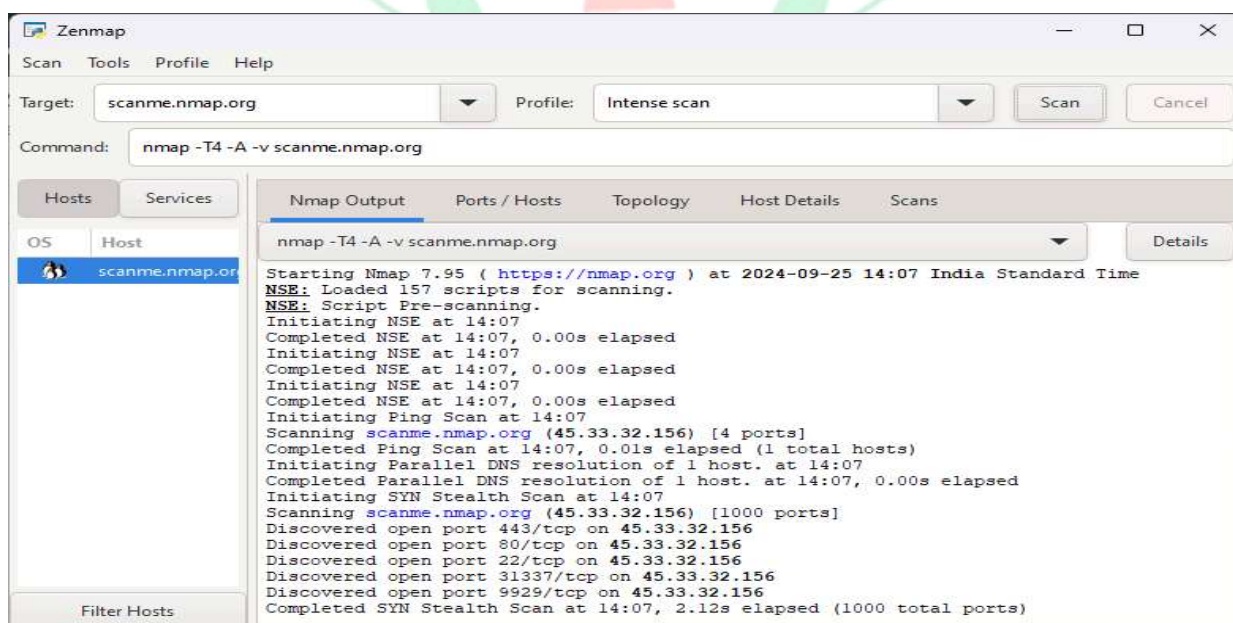 Zenmap
Scan Tools Profile Help
Target: scanme.nmap.org Profile: Intense scan Scan Cancel
Command: nmap -T4 -A -v scanme.nmap.org
Hosts Services Nmap Output Ports / Hosts Topology Host Details Scans
OS Host nmap -T4 -A -v scanme.nmap.org Details
scanme.nmap.or
Starting Nmap 7.95 ( https://nmap.org ) at 2024-09-25 14:07 India Standard Time
NSE: Loaded 157 scripts for scanning.
NSE: Script Pre-scanning.
Initiating NSE at 14:07
Completed NSE at 14:07, 0.00s elapsed
Initiating NSE at 14:07
Completed NSE at 14:07, 0.00s elapsed
Initiating NSE at 14:07
Completed NSE at 14:07, 0.00s elapsed
Initiating Ping Scan at 14:07
Scanning scanme.nmap.org (45.33.32.156) [4 ports]
Completed Ping Scan at 14:07, 0.01s elapsed (1 total hosts)
Initiating Parallel DNS resolution of 1 host. at 14:07
Completed Parallel DNS resolution of 1 host. at 14:07, 0.00s elapsed
Initiating SYN Stealth Scan at 14:07
Scanning scanme.nmap.org (45.33.32.156) [1000 ports]
Discovered open port 443/tcp on 45.33.32.156
Discovered open port 80/tcp on 45.33.32.156
Discovered open port 22/tcp on 45.33.32.156
Discovered open port 31337/tcp on 45.33.32.156
Discovered open port 9929/tcp on 45.33.32.156
Completed SYN Stealth Scan at 14:07, 2.12s elapsed (1000 total ports)
Filter Hosts